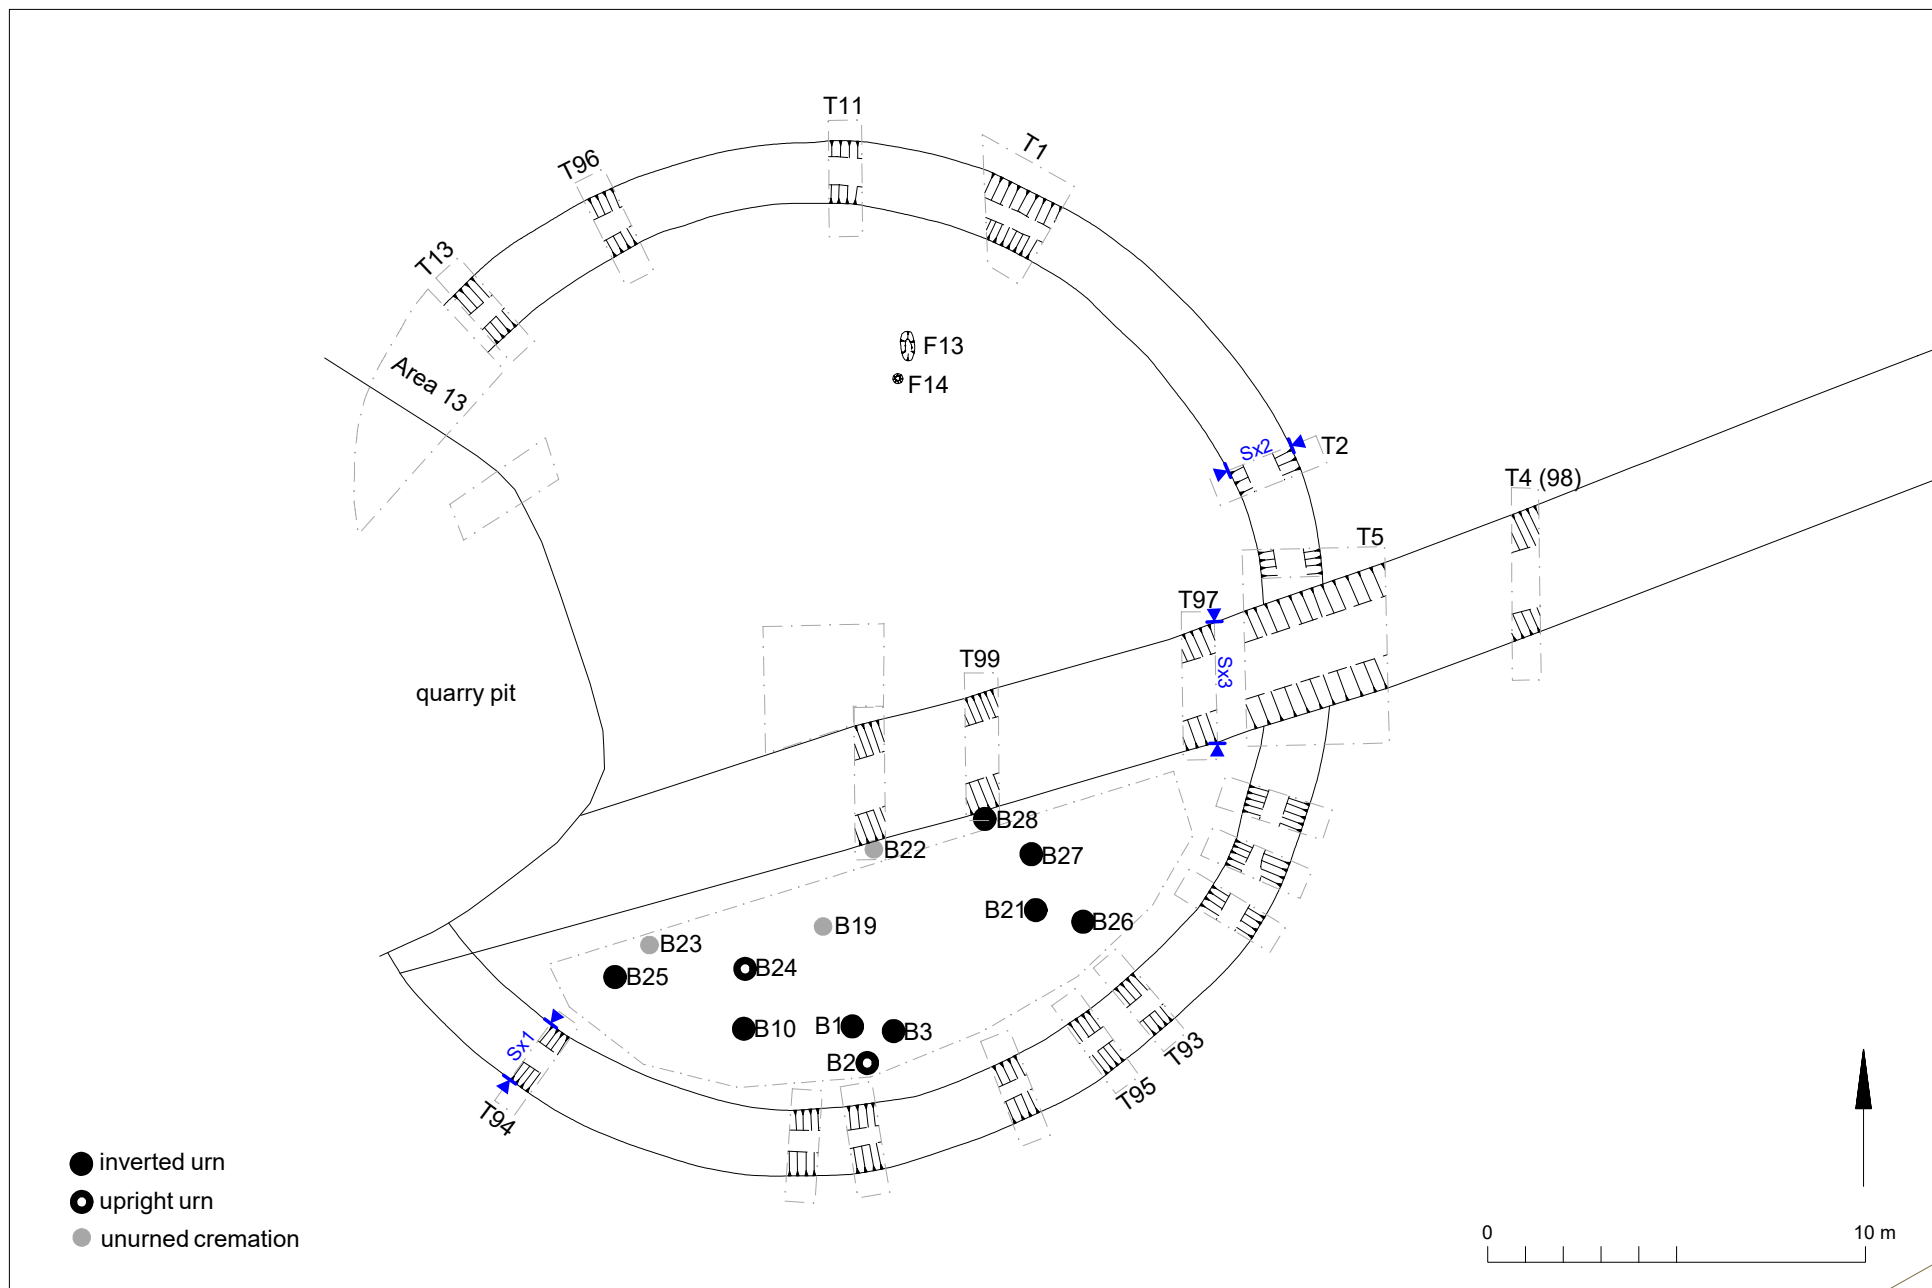 T11
T1
T96
T13
Area 13
F13
F14
Sx2
T2
T4 (98)
T5
T97
T99
Sx3
quarry pit
B28
B22
B27
B21
B26
B19
B23
B24
B25
B10
B1
B3
B2
Sx1
T94
T93
T95
inverted urn
upright urn
unurned cremation
0
10 m